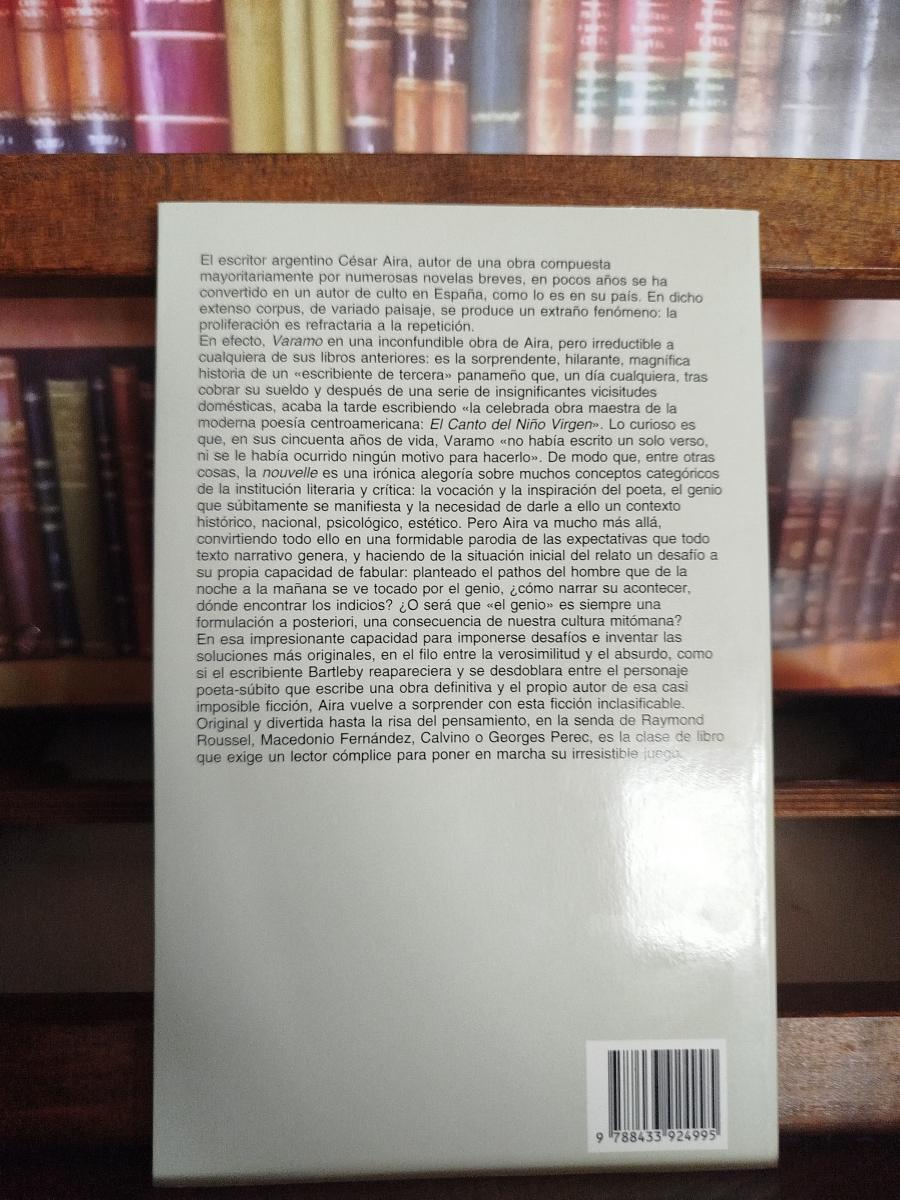 El escritor argentino César Aira, autor de una obra compuesta
mayoritariamente por numerosas novelas breves, en pocos años se ha
convertido en un autor de culto en España, como lo es en su país. En dicho
extenso corpus, de variado paisaje, se produce un extraño fenómeno: la
proliferación es refractaria a la repetición.
En efecto, Varamo en una inconfundible obra de Aira, pero irreductible a
cualquiera de sus libros anteriores: es la sorprendente, hilarante, magnífica
historia de un «escribiente de tercera» panameño que, un día cualquiera, tras
cobrar su sueldo y después de una serie de insignificantes vicisitudes
domésticas, acaba la tarde escribiendo «la celebrada obra maestra de la
moderna poesía centroamericana: El Canto del Niño Virgen». Lo curioso es
que, en sus cincuenta años de vida, Varamo «no había escrito un solo verso,
ni se le había ocurrido ningún motivo para hacerlo». De modo que, entre otras
cosas, la nouvelle es una irónica alegoría sobre muchos conceptos categóricos
de la institución literaria y crítica: la vocación y la inspiración del poeta, el genio
que súbitamente se manifiesta y la necesidad de darle a ello un contexto
histórico, nacional, psicológico, estético. Pero Aira va mucho más allá,
convirtiendo todo ello en una formidable parodia de las expectativas que todo
texto narrativo genera, y haciendo de la situación inicial del relato un desafío a
su propia capacidad de fabular: planteado el pathos del hombre que de la
noche a la mañana se ve tocado por el genio, ¿cómo narrar su acontecer,
dónde encontrar los indicios? ¿O será que «el genio» es siempre una
formulación a posteriori, una consecuencia de nuestra cultura mitómana?
En esa impresionante capacidad para imponerse desafíos e inventar las
soluciones más originales, en el filo entre la verosimilitud y el absurdo, como
si el escribiente Bartleby reapareciera y se desdoblara entre el personaje
poeta-súbito que escribe una obra definitiva y el propio autor de esa casi
imposible ficción, Aira vuelve a sorprender con esta ficción inclasificable.
Original y divertida hasta la risa del pensamiento, en la senda de Raymond
Roussel, Macedonio Fernández, Calvino o Georges Perec, es la clase de libro
que exige un lector cómplice para poner en marcha su irresistible juego.
9 788433 924995